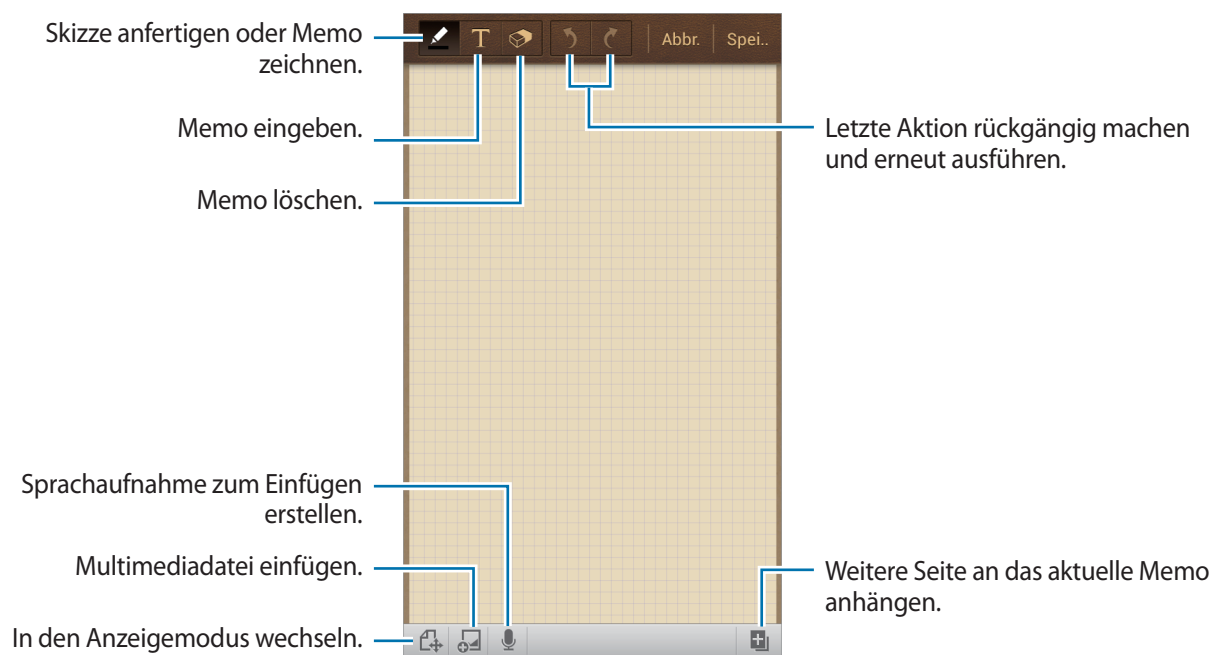 Skizze anfertigen oder Memo
zeichnen.
T
Abbr.
Spei..
Memo eingeben.
Letzte Aktion rückgängig machen
und erneut ausführen.
Memo löschen.
Sprachaufnahme zum Einfügen
erstellen.
Multimediadatei einfügen.
Weitere Seite an das aktuelle Memo
anhängen.
In den Anzeigemodus wechseln.